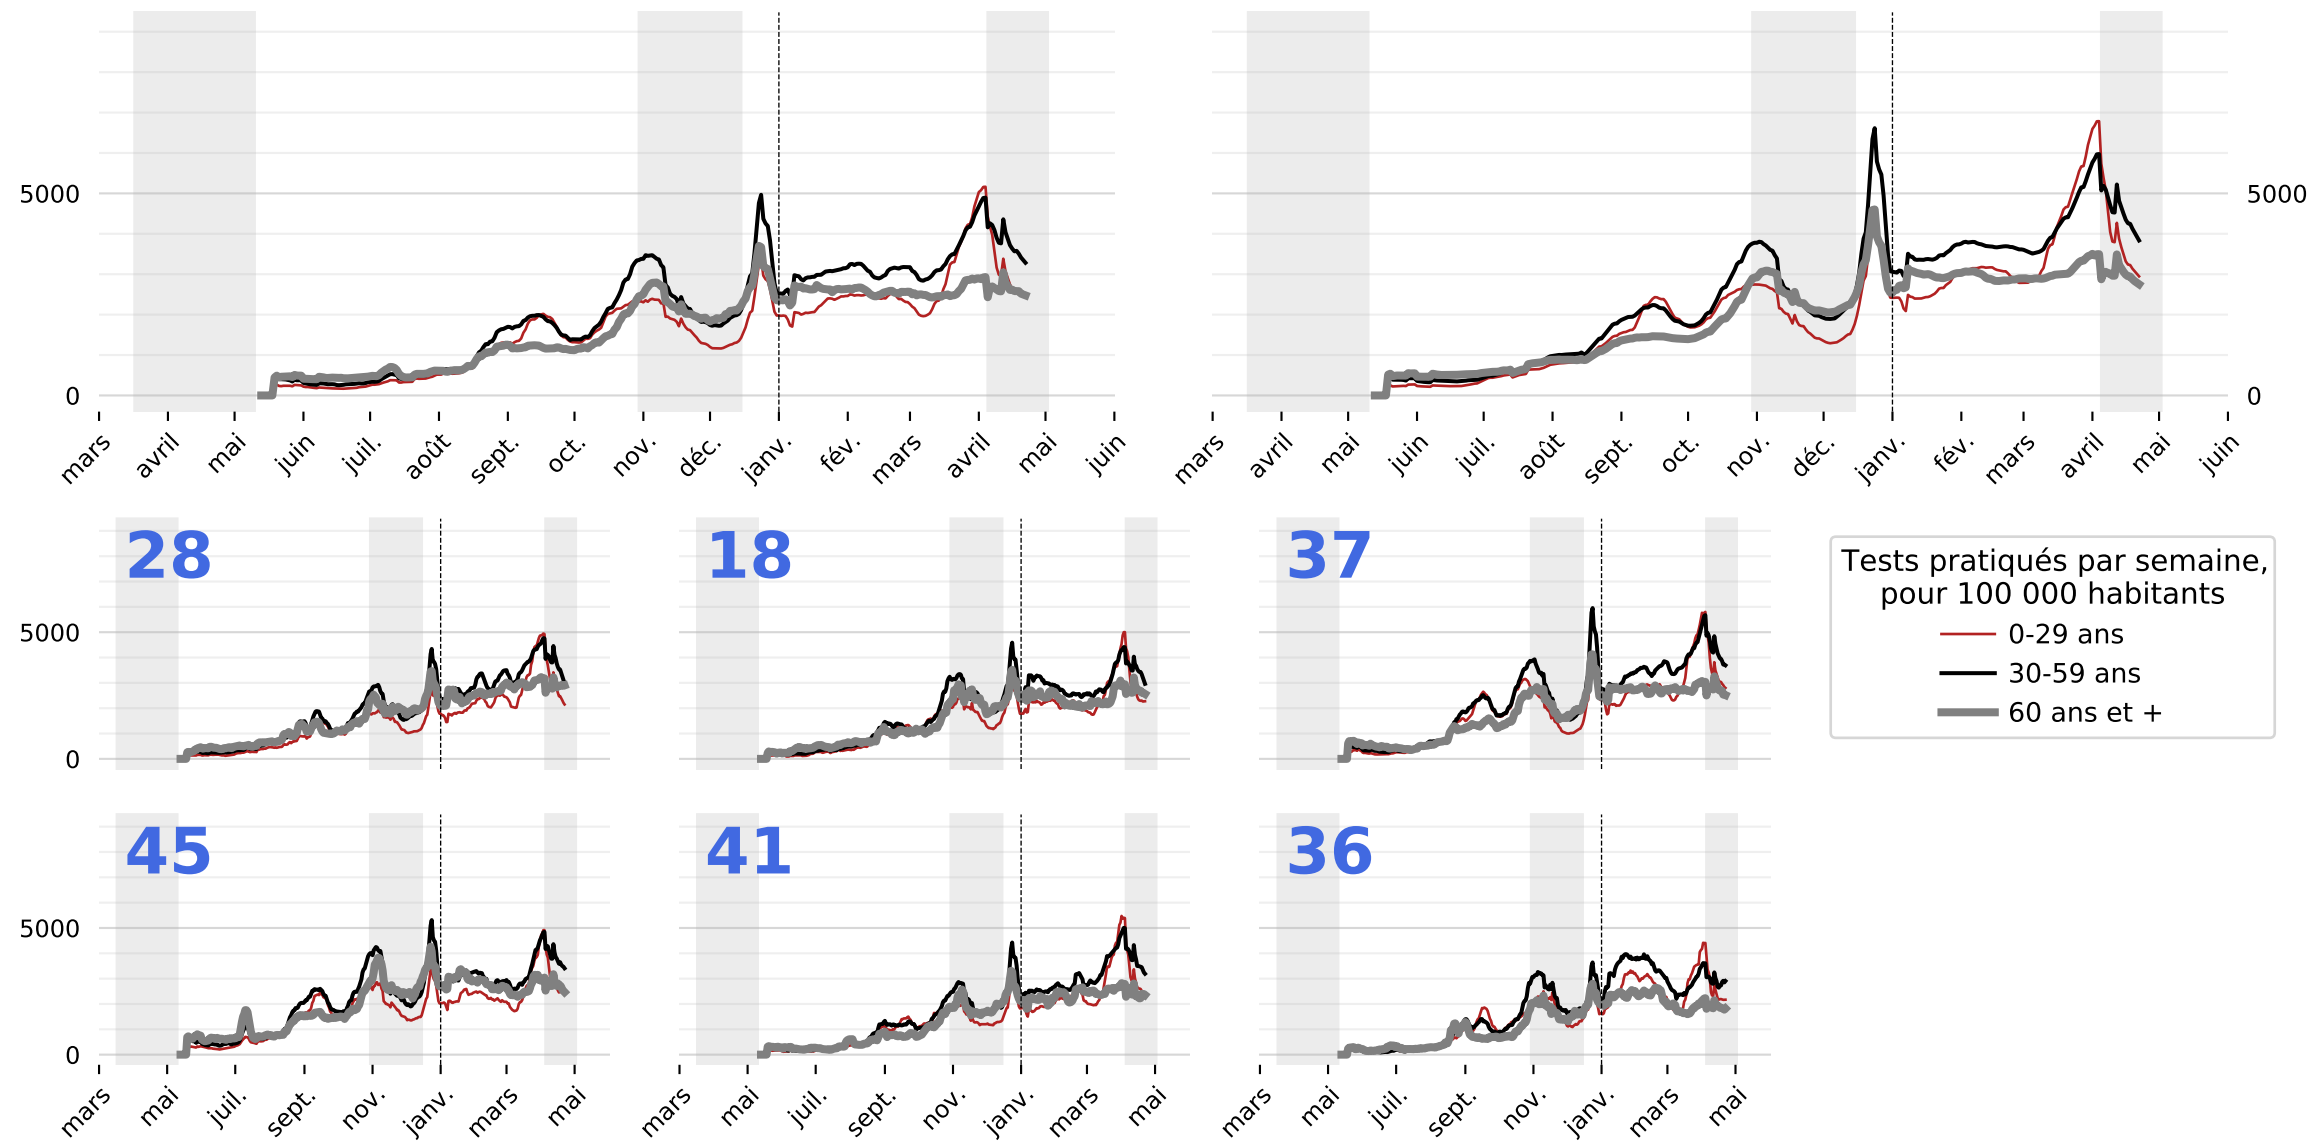 5000
0
mars avril mai juin juil. août sept. oct. nov. déc. janv. fév. mars avril mai juin
5000
0
mars avril mai juin juil. août sept. oct. nov. déc. janv. fév. mars avril mai juin
28
5000
0
18
37
Tests pratiqués par semaine,
pour 100 000 habitants
0-29 ans
30-59 ans
60 ans et +
45
5000
0
mars mai juil. sept. nov. janv. mars mai
41
mars mai juil. sept. nov. janv. mars mai
36
mars mai juil. sept. nov. janv. mars mai